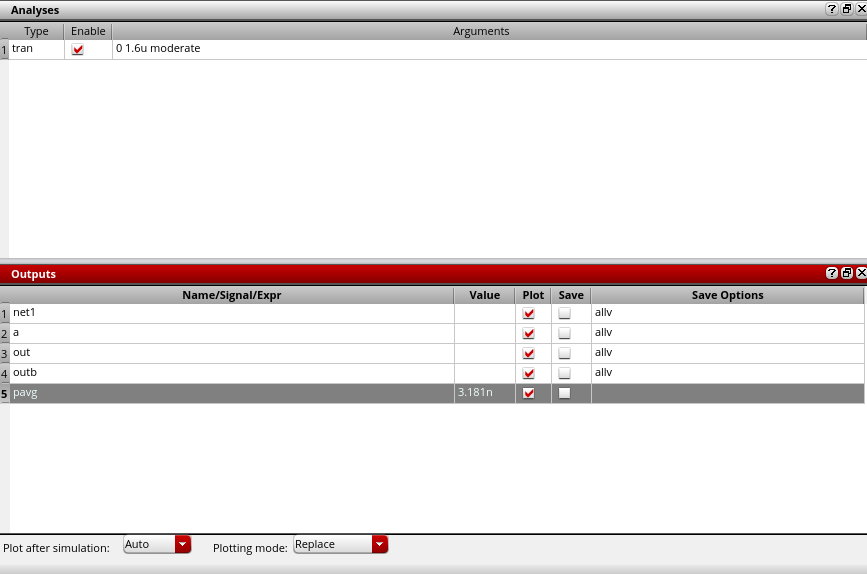 Analyses
Type Enable Arguments
1 tran 0 1.6u moderate
Outputs
Name/Signal/Expr Value Plot Save Save Options
1 net1 allv
2 a allv
3 out allv
4 outb allv
5 pavg 3.181n
Plot after simulation: Auto Plotting mode: Replace